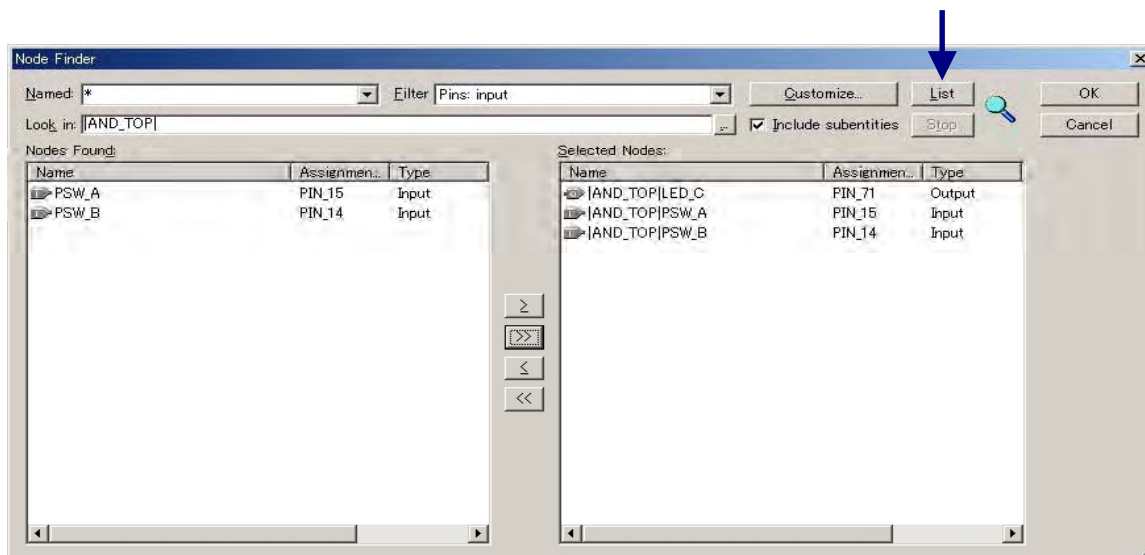 Node Finder
Named: * Filter Pins: input Customize... List OK
Look in: |AND_TOP| ... Include subentities Stop Cancel
Nodes Found: Selected Nodes:
Name Assignmen... Type Name Assignmen... Type
PSW_A PIN_15 Input |AND_TOP|LED_C PIN_71 Output
PSW_B PIN_14 Input |AND_TOP|PSW_A PIN_15 Input
|AND_TOP|PSW_B PIN_14 Input
≥
>>
≤
<<